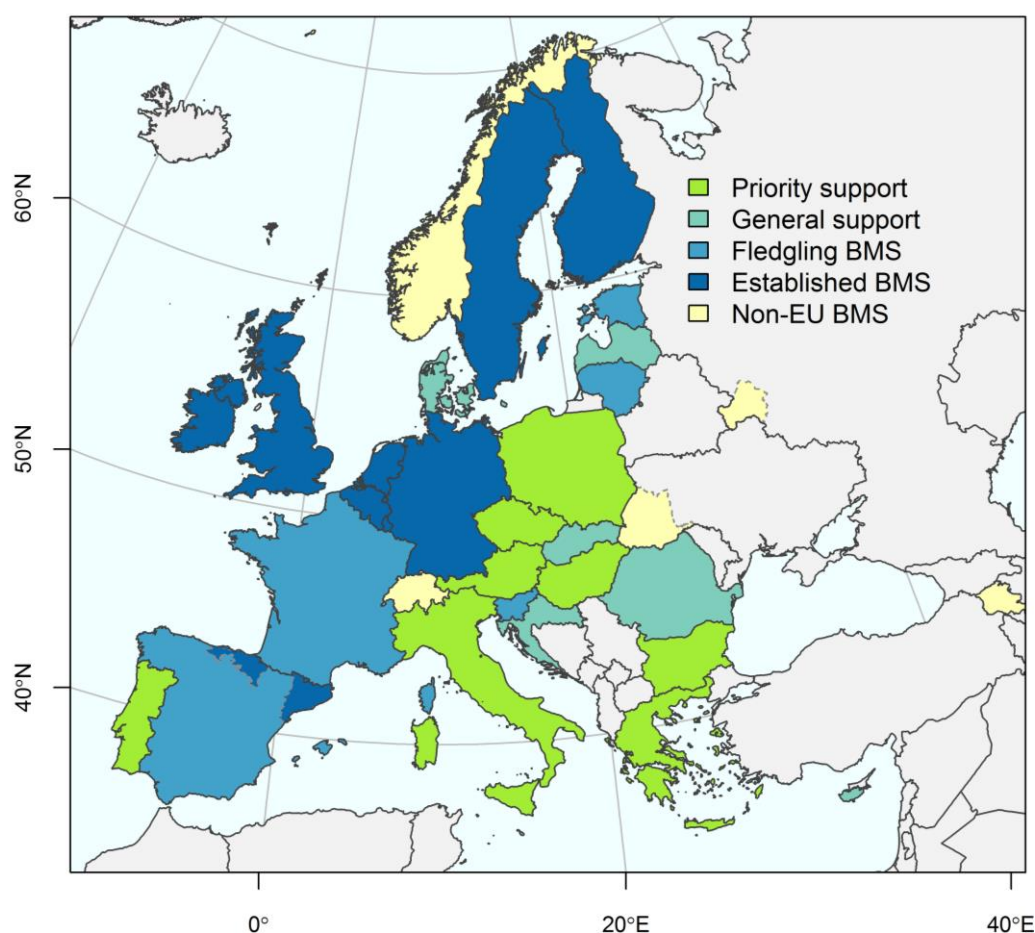 60°N
50°N
40°N
Priority support
General support
Fledgling BMS
Established BMS
Non-EU BMS
0°
20°E
40°E